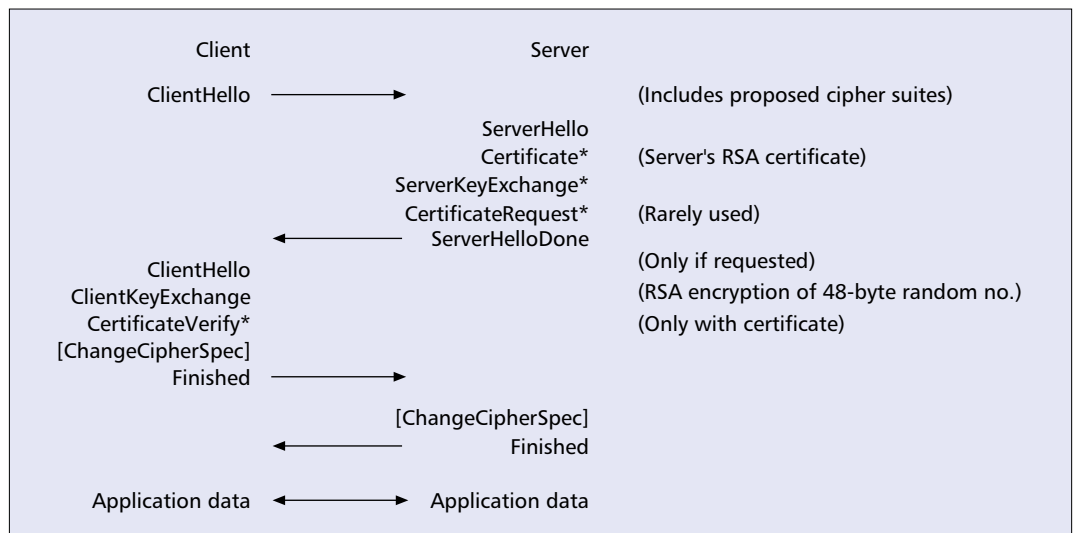 Client Server
ClientHello (Includes proposed cipher suites)
ServerHello
Certificate* (Server's RSA certificate)
ServerKeyExchange*
CertificateRequest* (Rarely used)
ServerHelloDone
ClientHello (Only if requested)
ClientKeyExchange (RSA encryption of 48-byte random no.)
CertificateVerify* (Only with certificate)
[ChangeCipherSpec]
Finished
[ChangeCipherSpec]
Finished
Application data Application data